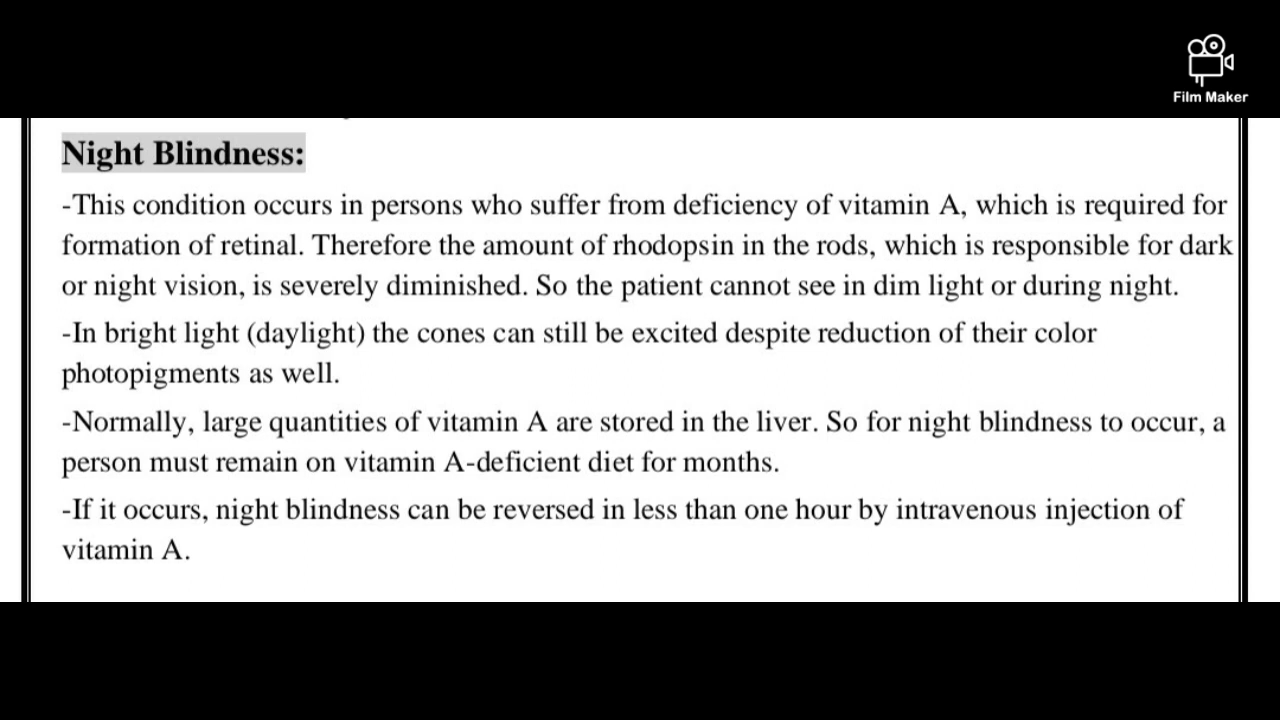 Film Maker
Night Blindness:
-This condition occurs in persons who suffer from deficiency of vitamin A, which is required for
formation of retinal. Therefore the amount of rhodopsin in the rods, which is responsible for dark
or night vision, is severely diminished. So the patient cannot see in dim light or during night.
-In bright light (daylight) the cones can still be excited despite reduction of their color
photopigments as well.
-Normally, large quantities of vitamin A are stored in the liver. So for night blindness to occur, a
person must remain on vitamin A-deficient diet for months.
-If it occurs, night blindness can be reversed in less than one hour by intravenous injection of
vitamin A.